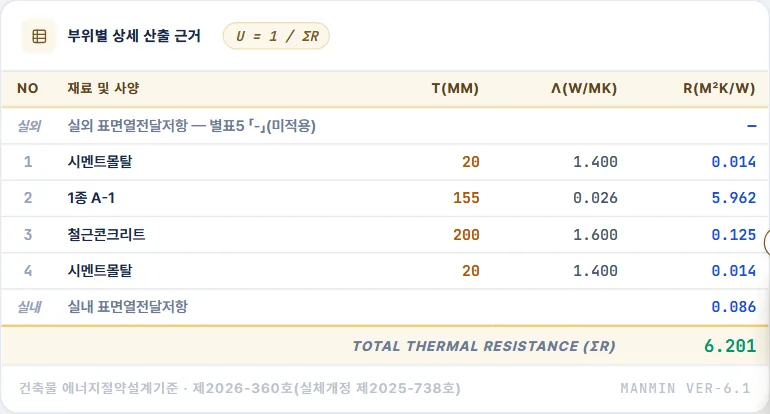 부위별 상세 산출 근거 U = 1 / ΣR
NO 재료 및 사양 T(MM) Λ(W/MK) R(M²K/W)
실외 실외 표면열전달저항 — 별표5 「-」(미적용) —
1 시멘트몰탈 20 1.400 0.014
2 1종 A-1 155 0.026 5.962
3 철근콘크리트 200 1.600 0.125
4 시멘트몰탈 20 1.400 0.014
실내 실내 표면열전달저항 0.086
TOTAL THERMAL RESISTANCE (ΣR) 6.201
건축물 에너지절약설계기준 · 제2026-360호(실체개정 제2025-738호) MANMIN VER-6.1